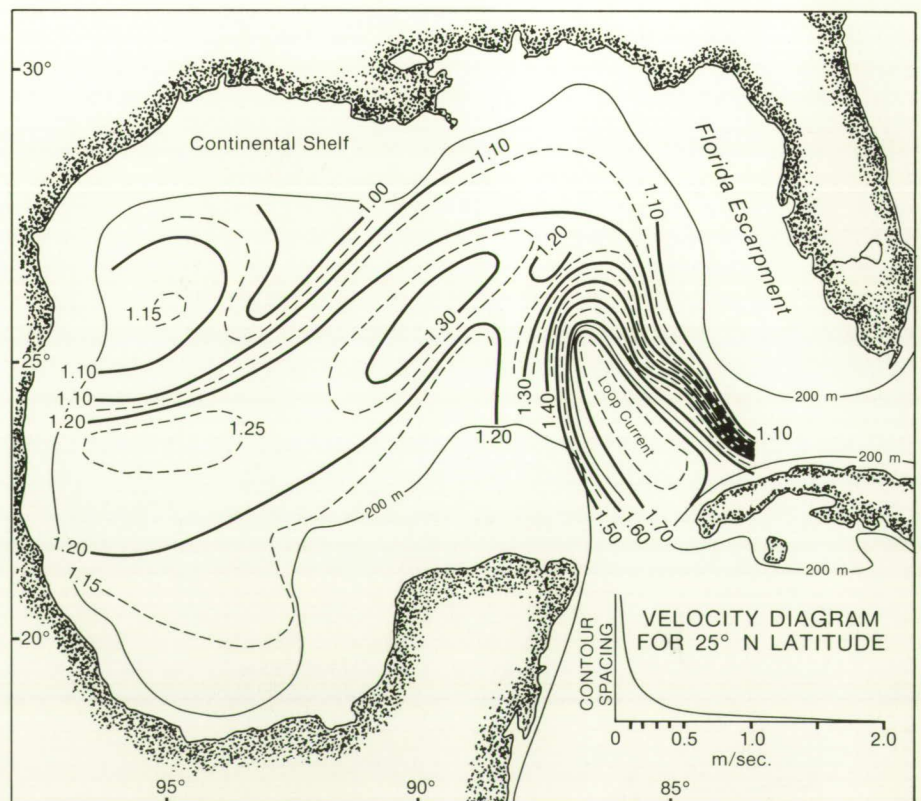 30°
Continental Shelf
Florida Escarpment
1.00
1.10
1.10
1.20
1.15
1.30
25°
1.10
1.10
1.20
1.25
1.30
1.40
Loop Current
200 m
1.20
1.10
200 m
200 m
1.50
1.60
1.70
1.20
1.15
200 m
20°
VELOCITY DIAGRAM
FOR 25° N LATITUDE
CONTOUR
SPACING
0
0.5
1.0
2.0
m/sec.
95°
90°
85°